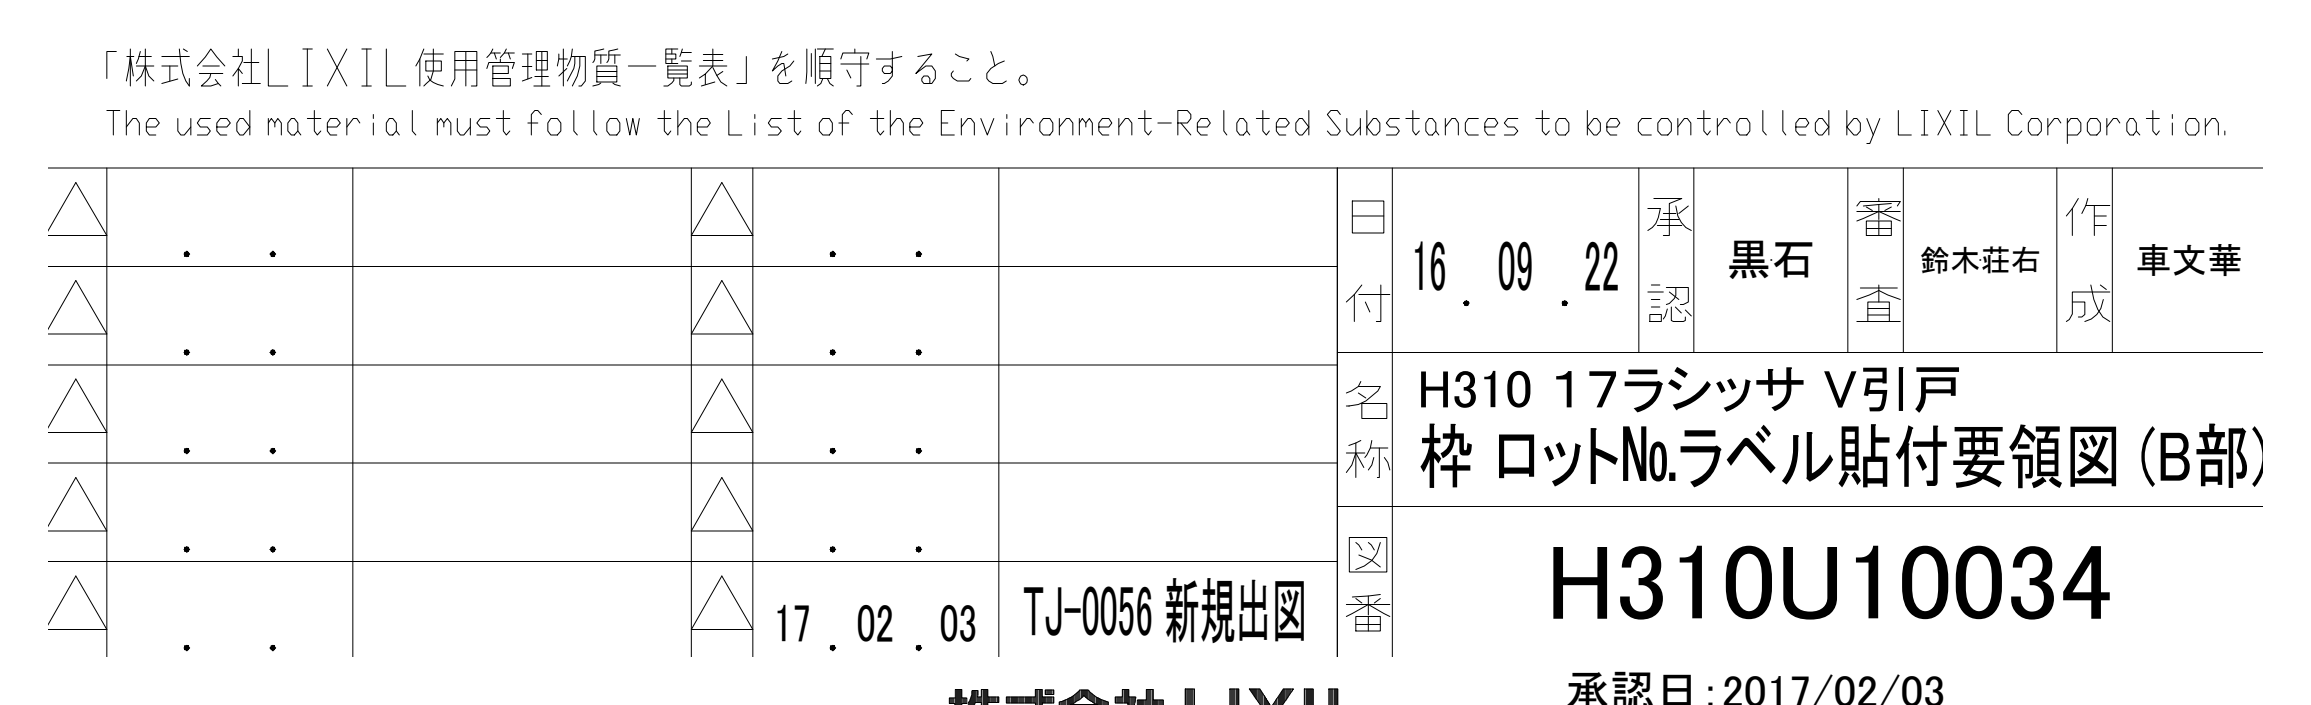 「株式会社LIXIL使用管理物質一覧表」を順守すること。
The used material must follow the List of the Environment-Related Substances to be controlled by LIXIL Corporation.
日付 16 . 09 . 22 承認 黒石 審査 鈴木荘右 作成 車文華
名称 H310 17ラシッサ V引戸
枠 ロット№ラベル貼付要領図(B部)
図番 H310U10034
17 . 02 . 03 TJ-0056 新規出図
株式会社 LIXIL
承認日:2017/02/03